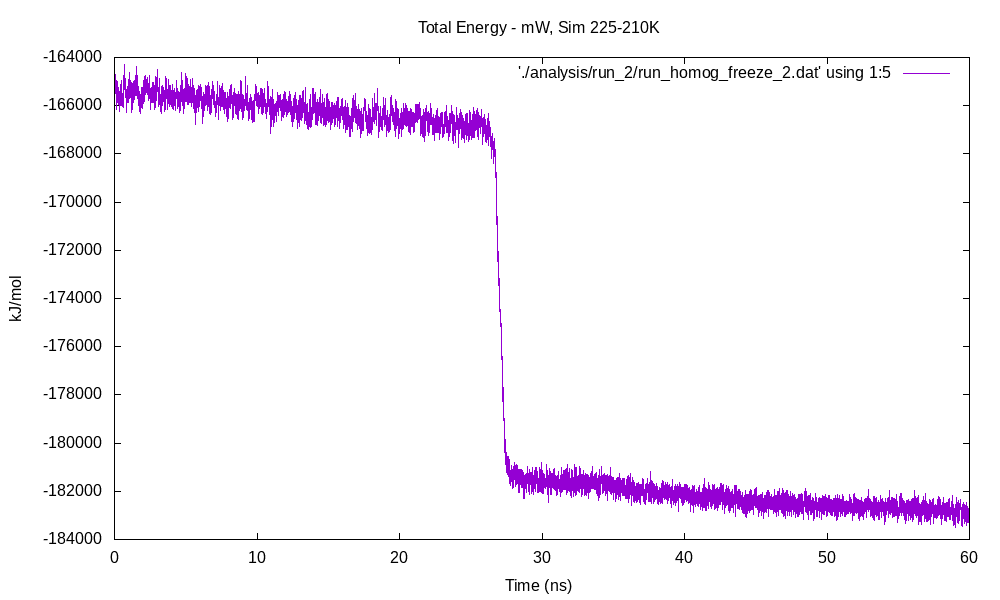 Total Energy - mW, Sim 225-210K
'./analysis/run_2/run_homog_freeze_2.dat' using 1:5
-164000
-166000
-168000
-170000
-172000
-174000
-176000
-178000
-180000
-182000
-184000
kJ/mol
0 10 20 30 40 50 60
Time (ns)